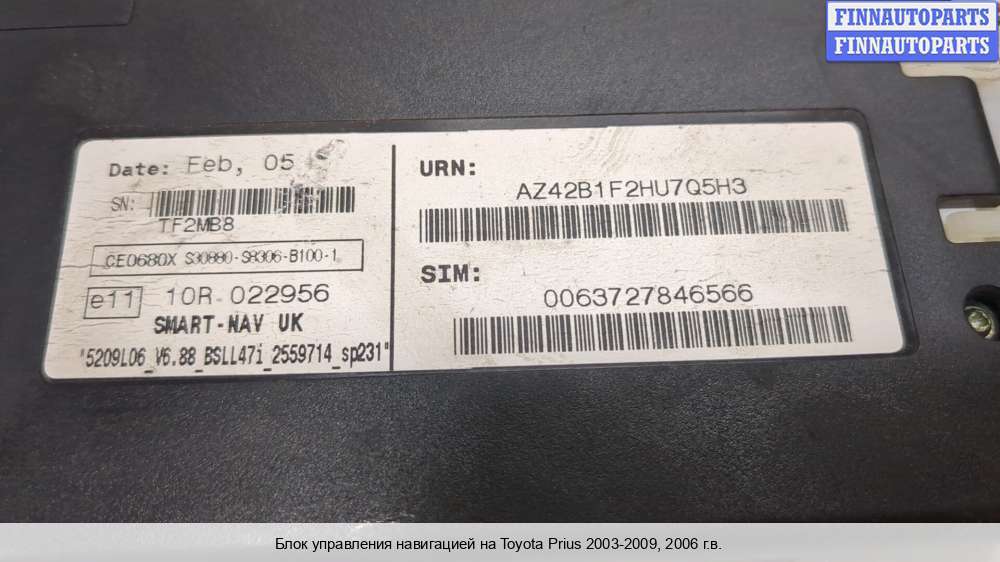 FINNAUTOPARTS
FINNAUTOPARTS
Date: Feb, 05
SN:
TF2MB8
CE0680X S30880-S8306-B100-1
e11 10R-022956
SMART-NAV UK
"5209L06_V6.88_BSLL47i_2559714_sp231"
URN:
AZ42B1F2HU7Q5H3
SIM:
0063727846566
Блок управления навигацией на Toyota Prius 2003-2009, 2006 г.в.